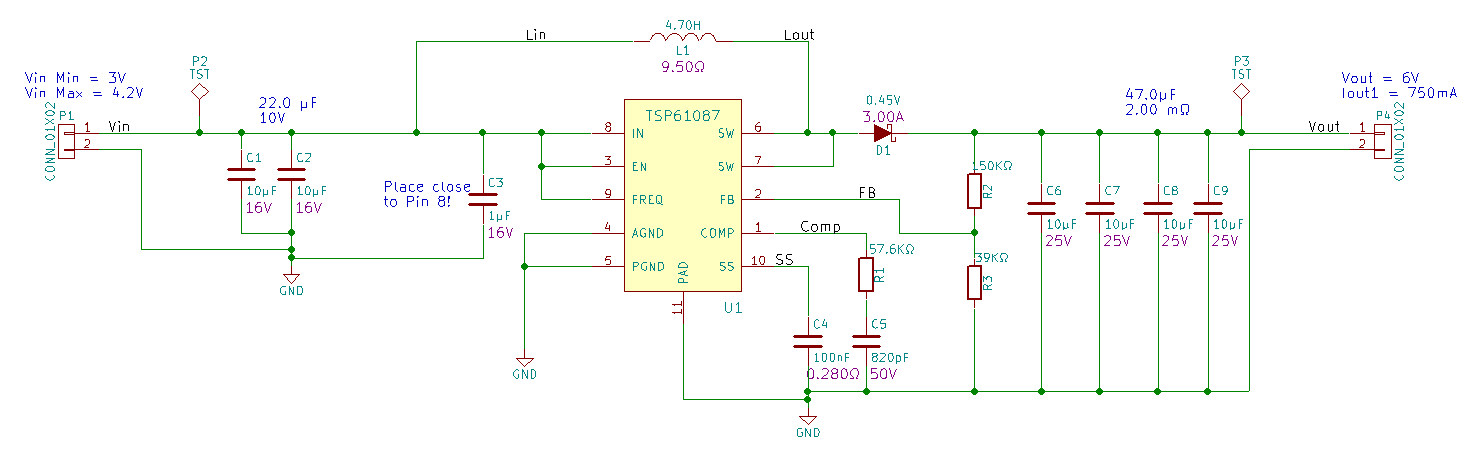 Vin Min = 3V
Vin Max = 4.2V
CONN_01X02
P1
1
2
Vin
P2
TST
22.0 µF
10V
C1
10µF
16V
C2
10µF
16V
GND
Place close
to Pin 8!
C3
1µF
16V
Lin
4.70H
L1
9.50Ω
Lout
TSP61087
8 IN
3 EN
9 FREQ
4 AGND
5 PGND
SW 6
SW 7
FB 2
COMP 1
SS 10
PAD
11
U1
GND
FB
Comp
SS
0.45V
3.00A
D1
57.6KΩ
R1
C4
100nF
0.280Ω
C5
820pF
50V
GND
150KΩ
R2
39KΩ
R3
47.0µF
2.00 mΩ
C6
10µF
25V
C7
10µF
25V
C8
10µF
25V
C9
10µF
25V
P3
TST
Vout = 6V
Iout1 = 750mA
Vout
1
2
P4
CONN_01X02